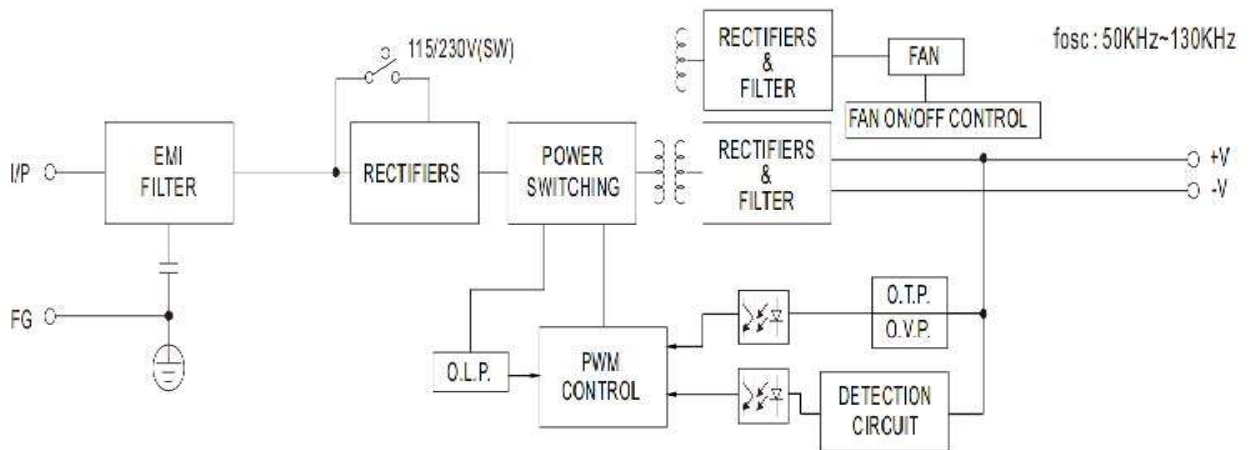 115/230V(SW)
RECTIFIERS
&
FILTER
FAN
fosc : 50KHz~130KHz
FAN ON/OFF CONTROL
I/P
EMI
FILTER
RECTIFIERS
POWER
SWITCHING
RECTIFIERS
&
FILTER
+V
-V
FG
O.L.P.
PWM
CONTROL
O.T.P.
O.V.P.
DETECTION
CIRCUIT